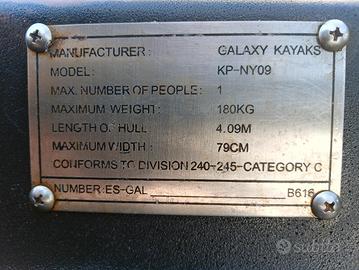 MANUFACTURER: GALAXY KAYAKS
MODEL: KP-NY09
MAX. NUMBER OF PEOPLE: 1
MAXIMUM WEIGHT: 180KG
LENGTH OF HULL: 4.09M
MAXIMUM WIDTH: 79CM
CONFORMS TO DIVISION 240-245-CATEGORY C
NUMBER:ES-GAL B616
subito